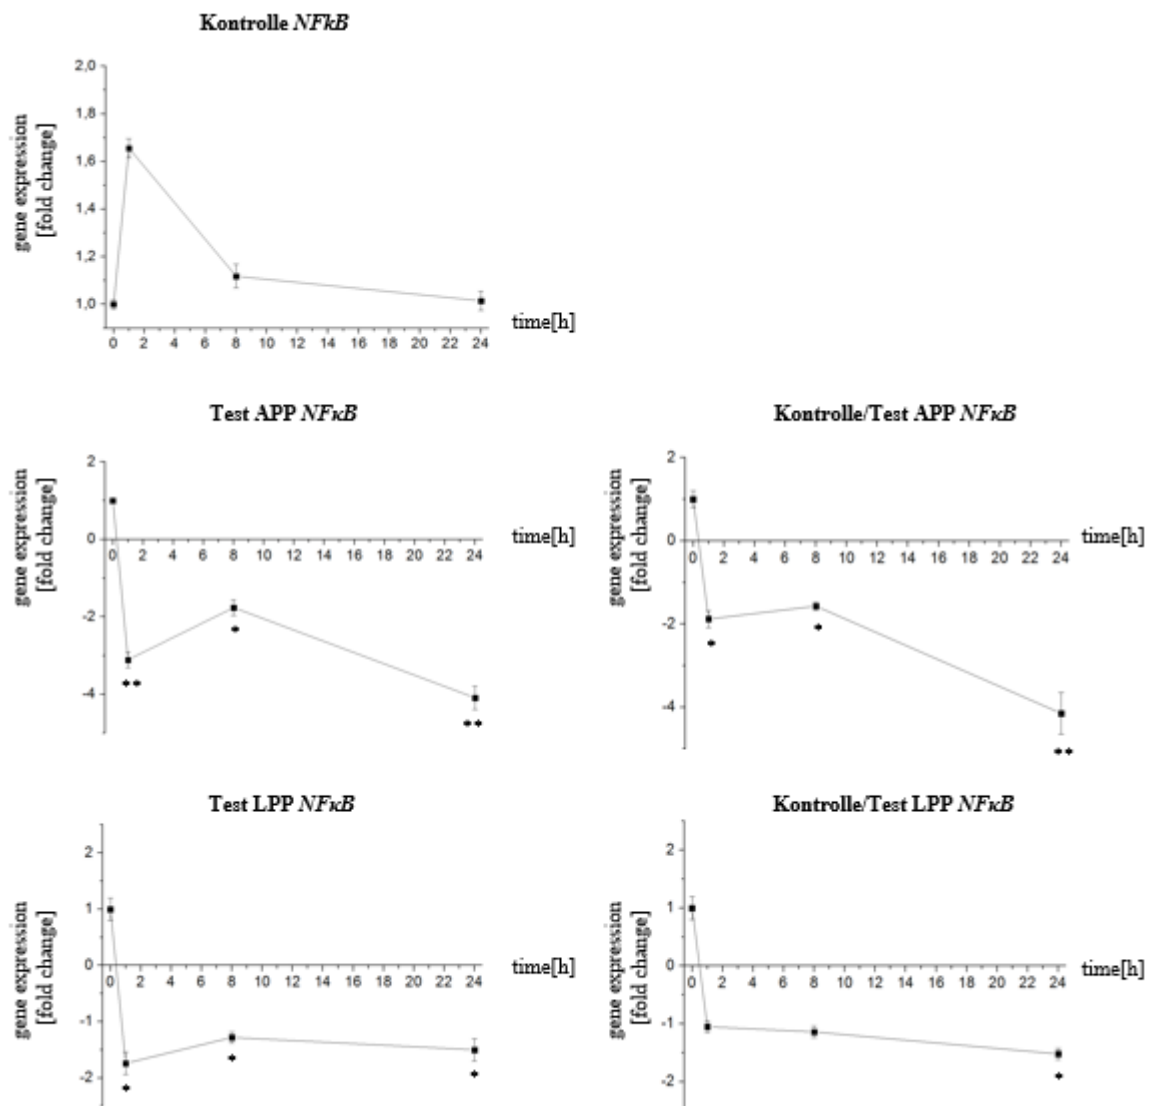 Kontrolle NFkB
gene expression
[fold change]
2,0
1,8
1,6
1,4
1,2
1,0
0 2 4 6 8 10 12 14 16 18 20 22 24
time[h]
Test APP NFκB
gene expression
[fold change]
2
0
-2
-4
0 2 4 6 8 10 12 14 16 18 20 22 24
time[h]
**
*
**
Kontrolle/Test APP NFκB
gene expression
[fold change]
2
0
-2
-4
0 2 4 6 8 10 12 14 16 18 20 22 24
time[h]
*
*
**
Test LPP NFκB
gene expression
[fold change]
2
1
0
-1
-2
0 2 4 6 8 10 12 14 16 18 20 22 24
time[h]
*
*
*
Kontrolle/Test LPP NFκB
gene expression
[fold change]
2
1
0
-1
-2
0 2 4 6 8 10 12 14 16 18 20 22 24
time[h]
*